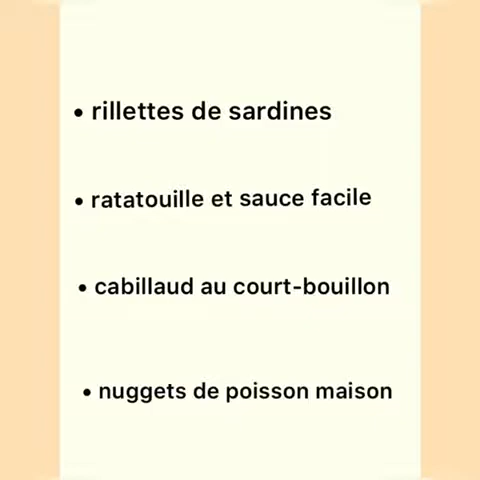 • rillettes de sardines
• ratatouille et sauce facile
• cabillaud au court-bouillon
• nuggets de poisson maison